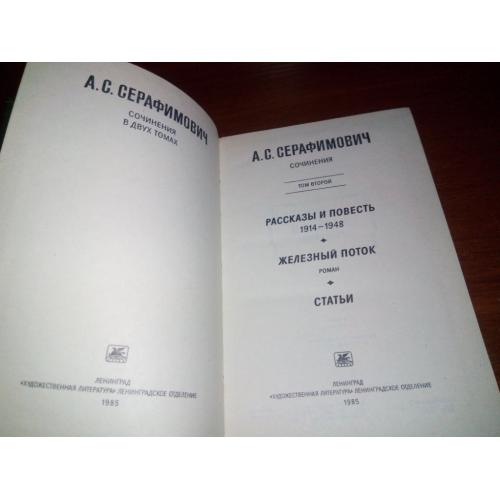 А.С. СЕРАФИМОВИЧ
СОЧИНЕНИЯ
В ДВУХ ТОМАХ
ЛЕНИНГРАД
«ХУДОЖЕСТВЕННАЯ ЛИТЕРАТУРА» ЛЕНИНГРАДСКОЕ ОТДЕЛЕНИЕ
1985
А.С. СЕРАФИМОВИЧ
СОЧИНЕНИЯ
ТОМ ВТОРОЙ
РАССКАЗЫ И ПОВЕСТЬ
1914–1948
ЖЕЛЕЗНЫЙ ПОТОК
РОМАН
СТАТЬИ
ЛЕНИНГРАД
«ХУДОЖЕСТВЕННАЯ ЛИТЕРАТУРА» ЛЕНИНГРАДСКОЕ ОТДЕЛЕНИЕ
1985